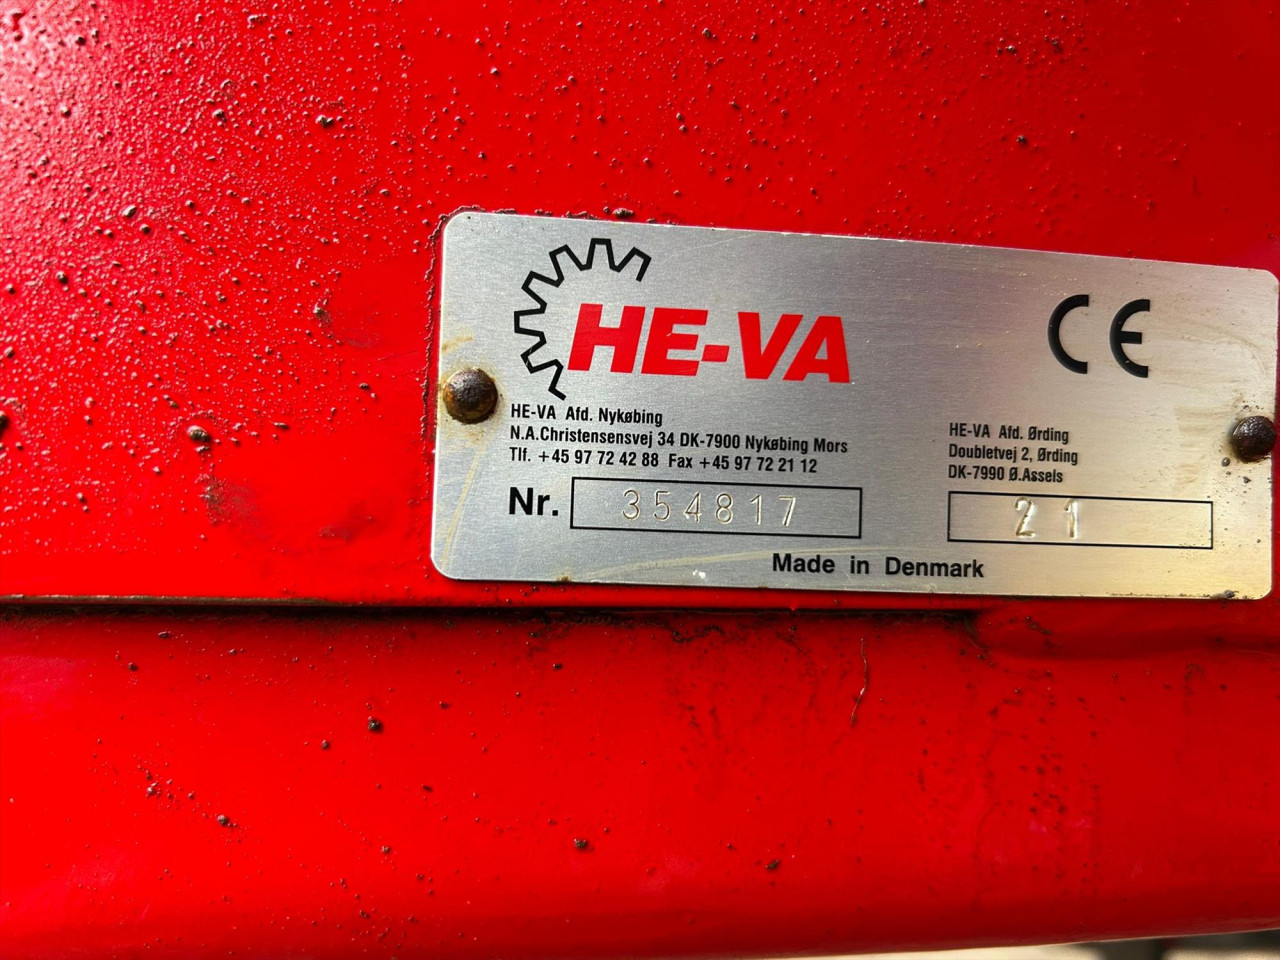 HE-VA
CE
HE-VA Afd. Nykøbing
N.A.Christensensvej 34 DK-7900 Nykøbing Mors
Tlf. +45 97 72 42 88 Fax +45 97 72 21 12
HE-VA Afd. Ørding
Doubletvej 2, Ørding
DK-7990 Ø.Assels
Nr. 354817
21
Made in Denmark